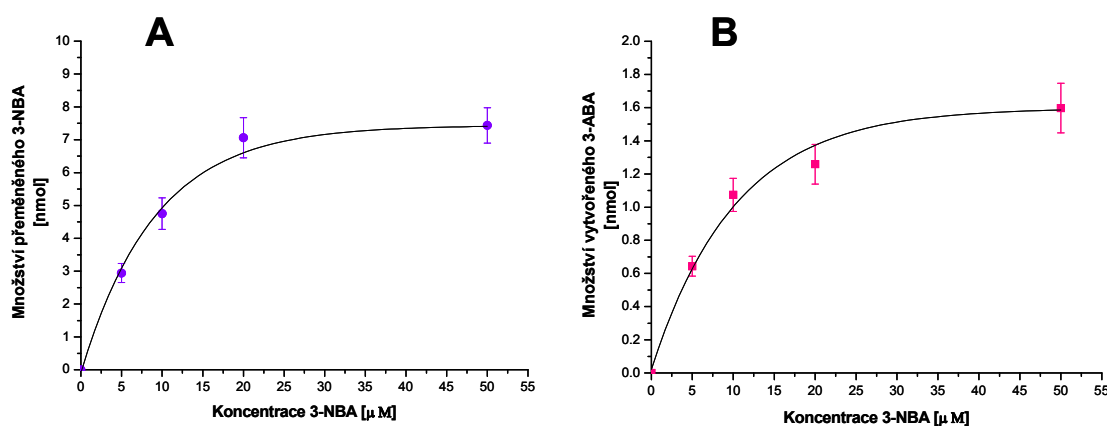 A
10
9
8
7
6
5
4
3
2
1
0
0 5 10 15 20 25 30 35 40 45 50 55
Množství přeměněného 3-NBA
[nmol]
Koncentrace 3-NBA [μ M]
B
2.0
1.8
1.6
1.4
1.2
1.0
0.8
0.6
0.4
0.2
0.0
0 5 10 15 20 25 30 35 40 45 50 55
Množství vytvořeného 3-ABA
[nmol]
Koncentrace 3-NBA [μ M]